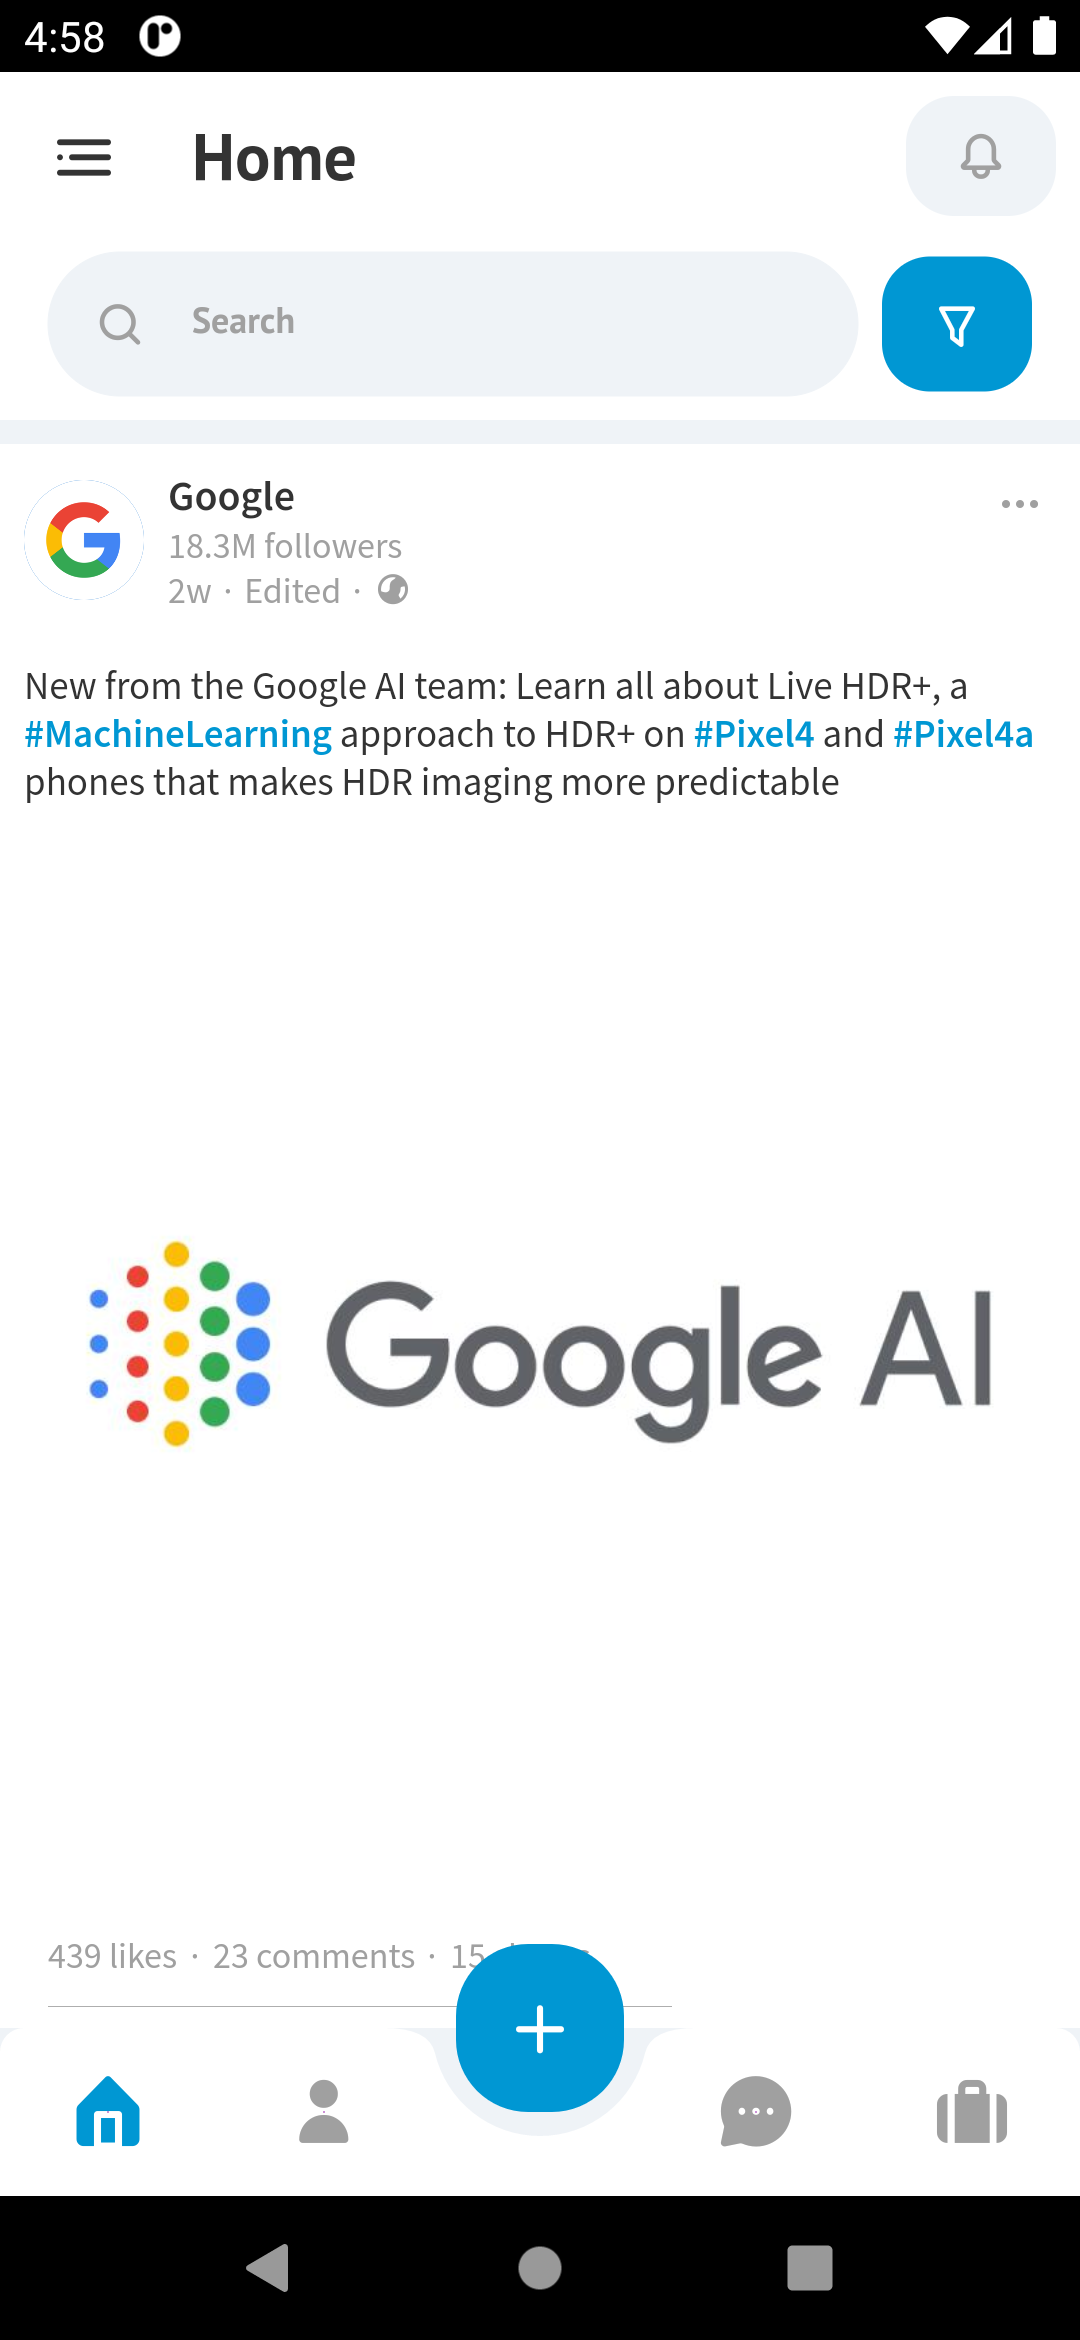 4:58
Home
Search
Google
18.3M followers
2w · Edited ·
New from the Google AI team: Learn all about Live HDR+, a
#MachineLearning approach to HDR+ on #Pixel4 and #Pixel4a
phones that makes HDR imaging more predictable
Google AI
439 likes · 23 comments · 15